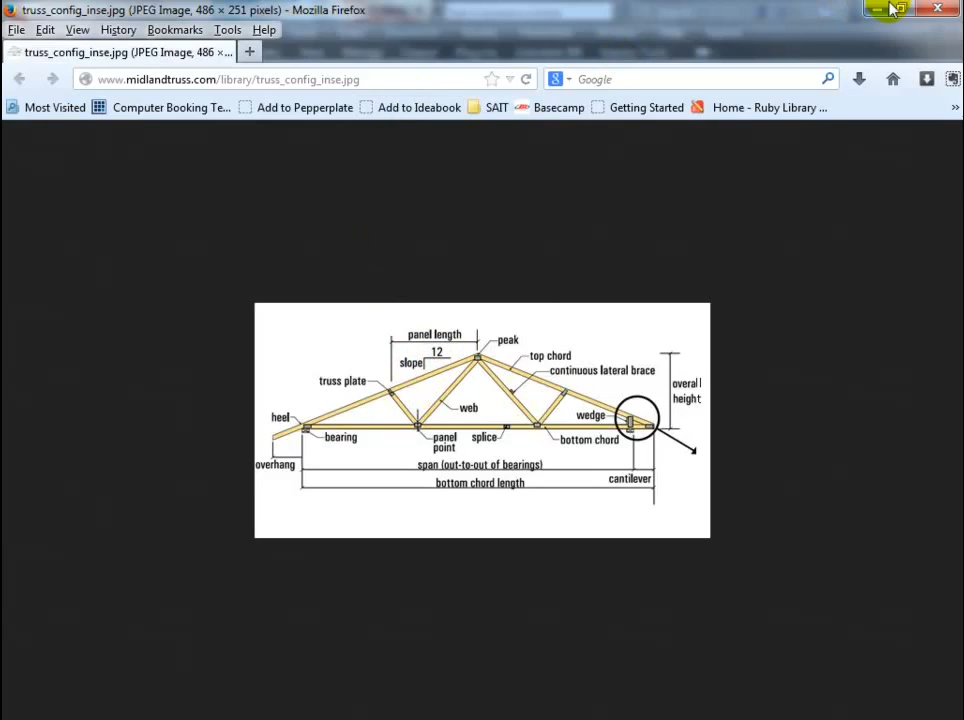 truss_config_inse.jpg (JPEG Image, 486 × 251 pixels) - Mozilla Firefox
File Edit View History Bookmarks Tools Help
truss_config_inse.jpg (JPEG Image, 486 ×...
www.midlandtruss.com/library/truss_config_inse.jpg
Google
Most Visited Computer Booking Te... Add to Pepperplate Add to Ideabook SAIT Basecamp Getting Started Home - Ruby Library ...
panel length
peak
12
slope
top chord
continuous lateral brace
truss plate
overall
height
web
wedge
heel
bearing
panel
point
splice
bottom chord
overhang
span (out-to-out of bearings)
cantilever
bottom chord length